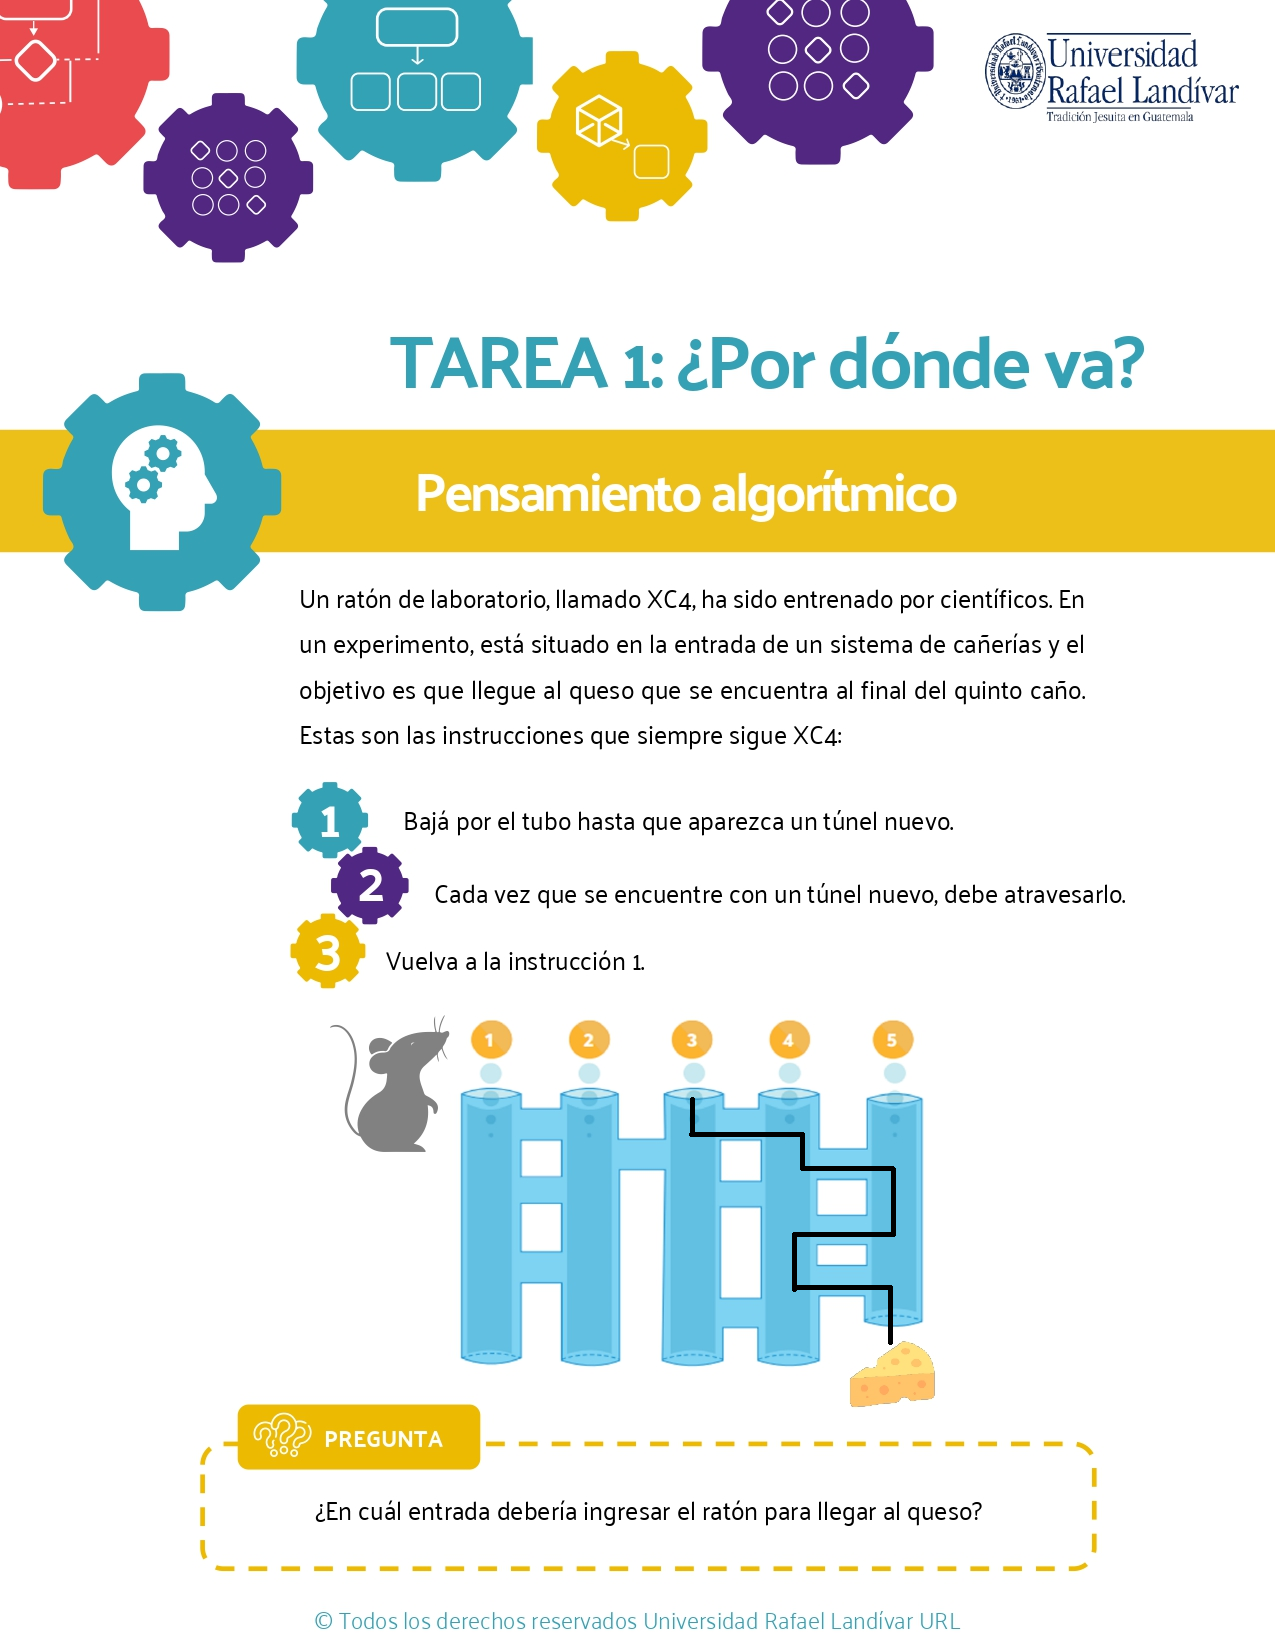 Universidad
Rafael Landívar
Tradición Jesuita en Guatemala
TAREA 1: ¿Por dónde va?
Pensamiento algorítmico
Un ratón de laboratorio, llamado XC4, ha sido entrenado por científicos. En
un experimento, está situado en la entrada de un sistema de cañerías y el
objetivo es que llegue al queso que se encuentra al final del quinto caño.
Estas son las instrucciones que siempre sigue XC4:
1 Bajá por el tubo hasta que aparezca un túnel nuevo.
2 Cada vez que se encuentre con un túnel nuevo, debe atravesarlo.
3 Vuelva a la instrucción 1.
1 2 3 4 5
PREGUNTA
¿En cuál entrada debería ingresar el ratón para llegar al queso?
© Todos los derechos reservados Universidad Rafael Landívar URL